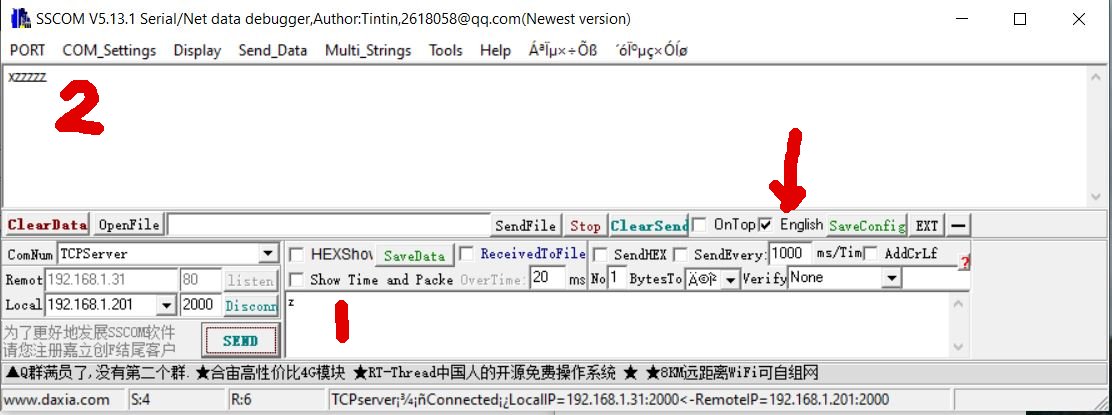 SSCOM V5.13.1 Serial/Net data debugger,Author:Tintin,2618058@qq.com(Newest version)
PORT COM_Settings Display Send_Data Multi_Strings Tools Help ÁªÏµ×÷Õß ´óÏºµç×ÓÍø
xzzzzz
2
ClearData OpenFile SendFile Stop ClearSend OnTop English SaveConfig EXT —
ComNum TCPServer HEXShow SaveData ReceivedToFile SendHEX SendEvery: 1000 ms/Tim AddCrLf
Remot 192.168.1.31 80 listen Show Time and Packe OverTime: 20 ms No 1 BytesTo Verify None ?
Local 192.168.1.201 2000 Disconn z 1
为了更好地发展SSCOM软件
请您注册嘉立创F结尾客户
SEND
▲Q群满员了,没有第二个群. ★合宙高性价比4G模块 ★RT-Thread中国人的开源免费操作系统 ★ ★8KM远距离WiFi可自组网
www.daxia.com S:4 R:6 TCPserver¡¾¡ñConnected¡¿LocalIP=192.168.1.31:2000<-RemoteIP=192.168.1.201:2000